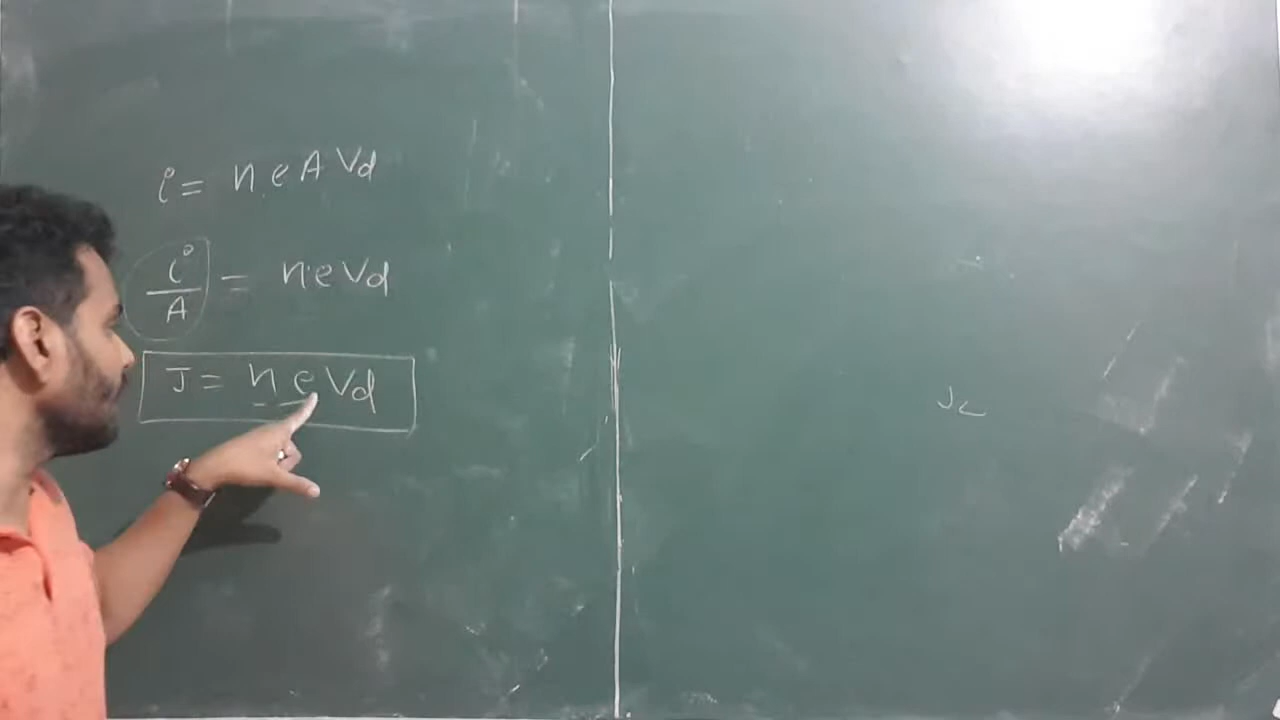 i = n e A Vd
i/A = n e Vd
J = n e Vd